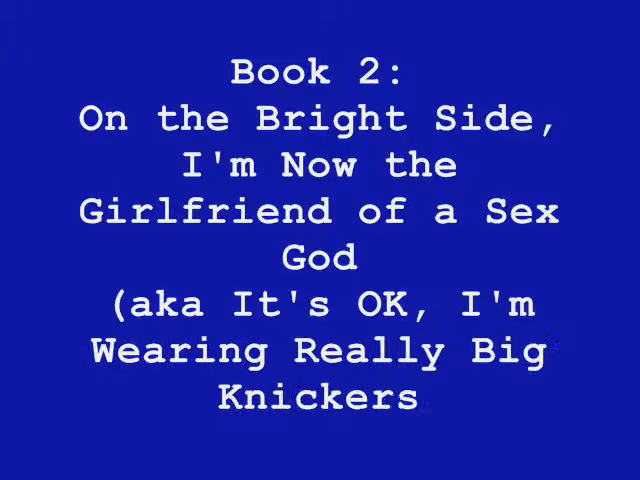 Book 2:
On the Bright Side,
I'm Now the
Girlfriend of a Sex
God
(aka It's OK, I'm
Wearing Really Big
Knickers